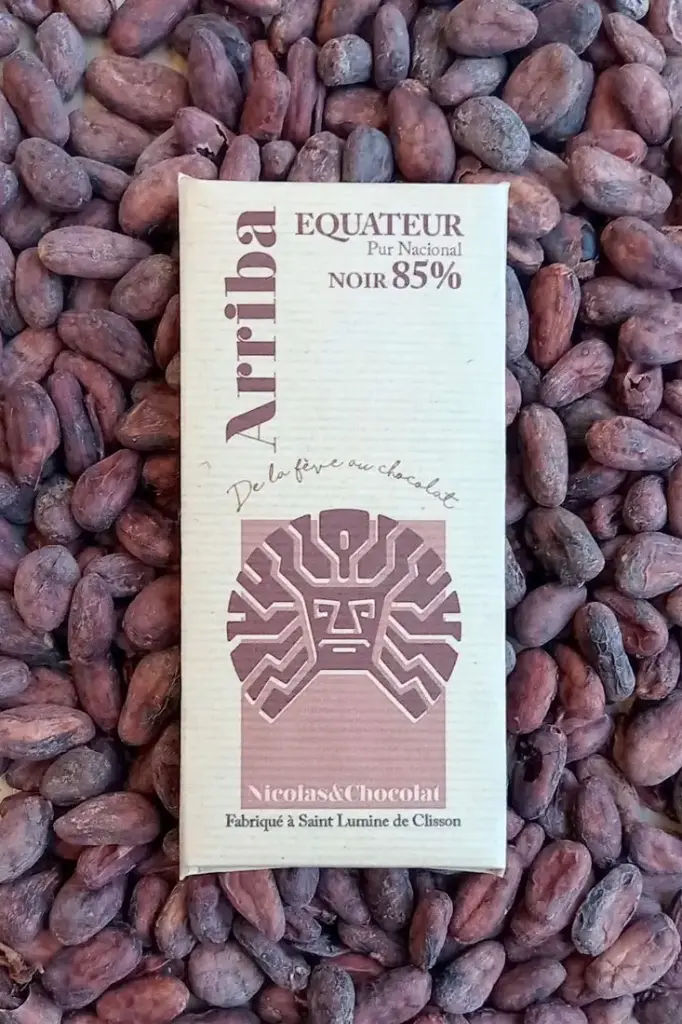 Arriba
EQUATEUR
Pur Nacional
NOIR 85%
De la fève au chocolat
Nicolas&Chocolat
Fabriqué à Saint Lumine de Clisson